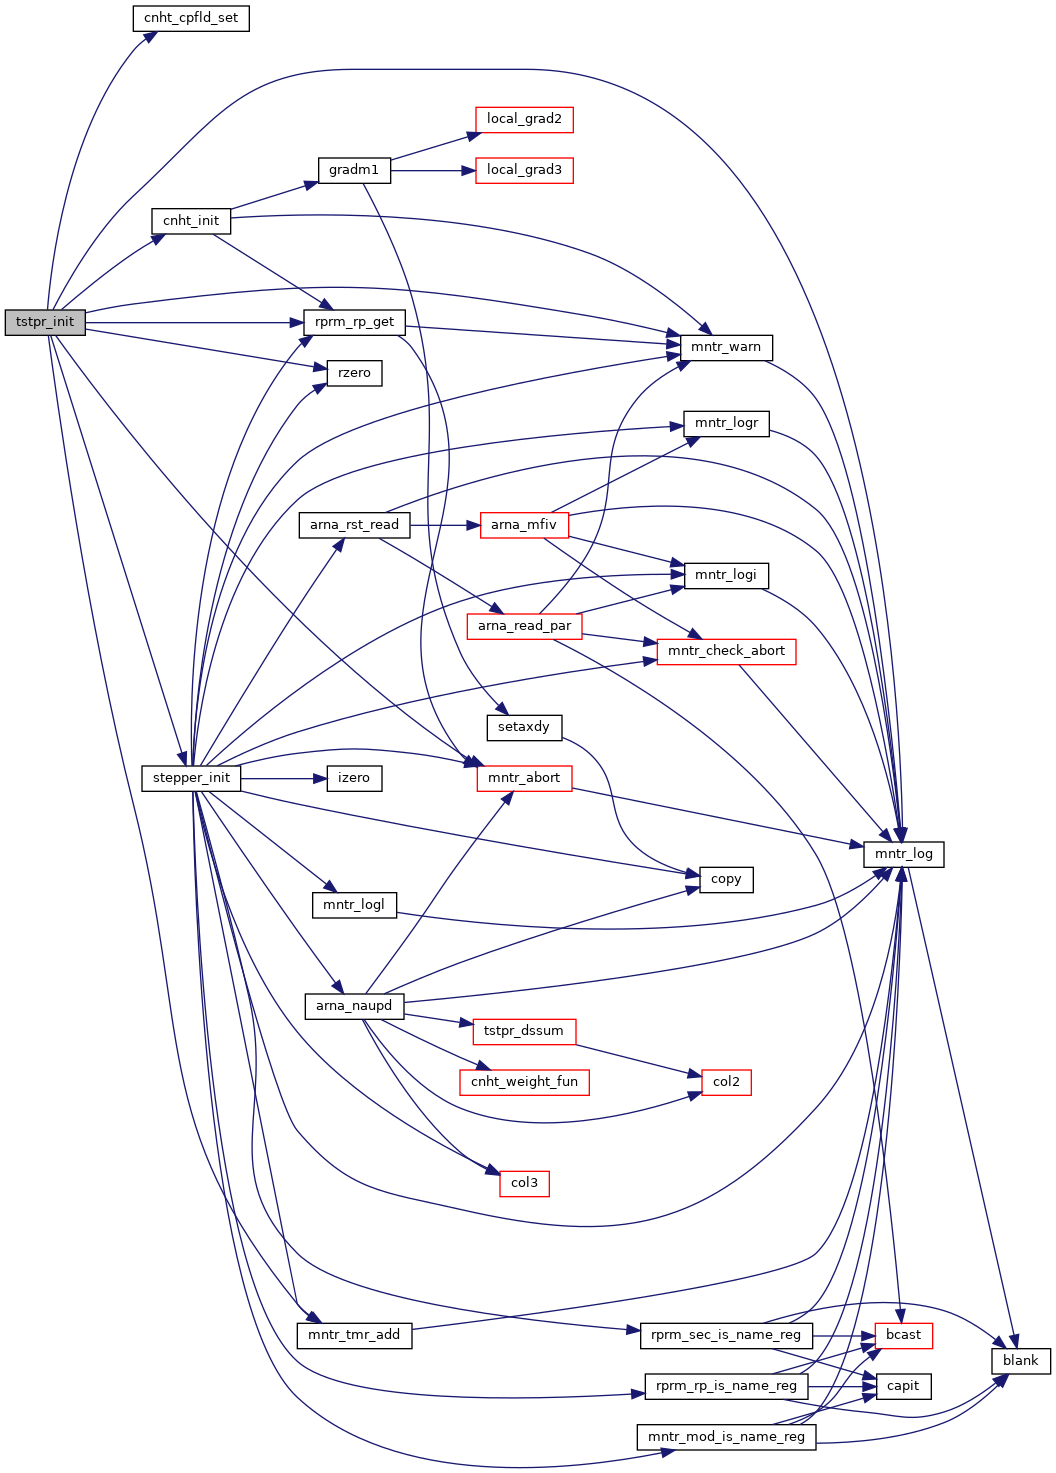 cnht_cpfld_set
local_grad2
gradm1
local_grad3
cnht_init
tstpr_init
rprm_rp_get
mntr_warn
rzero
mntr_logr
arna_rst_read
arna_mfiv
mntr_logi
arna_read_par
mntr_check_abort
setaxdy
stepper_init
izero
mntr_abort
mntr_log
copy
mntr_logl
arna_naupd
tstpr_dssum
cnht_weight_fun
col2
col3
mntr_tmr_add
rprm_sec_is_name_reg
bcast
blank
rprm_rp_is_name_reg
capit
mntr_mod_is_name_reg